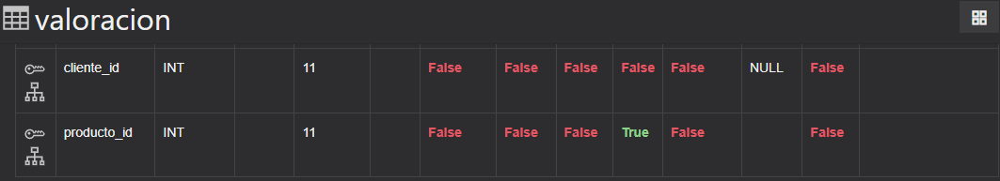 valoracion
cliente_id INT 11 False False False False False NULL False
producto_id INT 11 False False False True False False